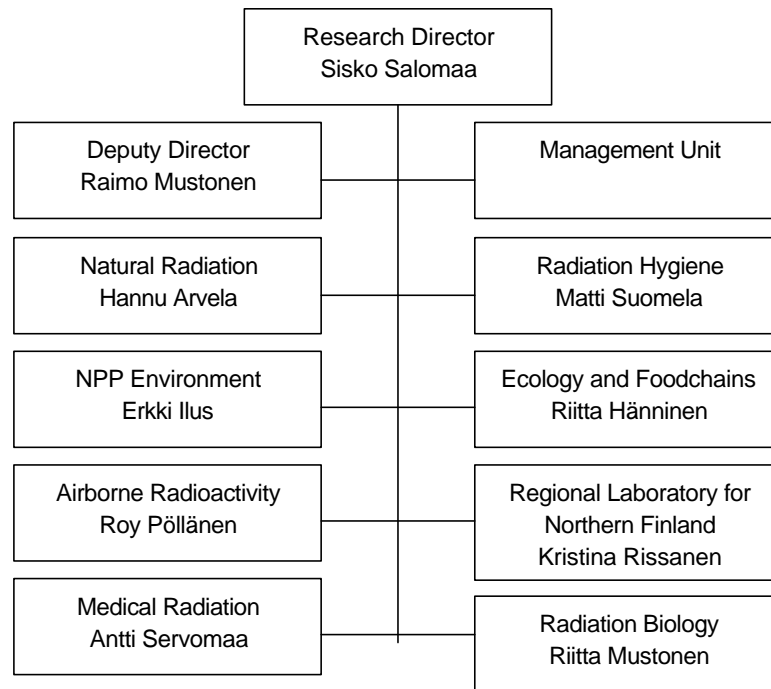 Research Director
Sisko Salomaa
Deputy Director
Raimo Mustonen
Management Unit
Natural Radiation
Hannu Arvela
Radiation Hygiene
Matti Suomela
NPP Environment
Erkki Ilus
Ecology and Foodchains
Riitta Hänninen
Airborne Radioactivity
Roy Pöllänen
Regional Laboratory for
Northern Finland
Kristina Rissanen
Medical Radiation
Antti Servomaa
Radiation Biology
Riitta Mustonen